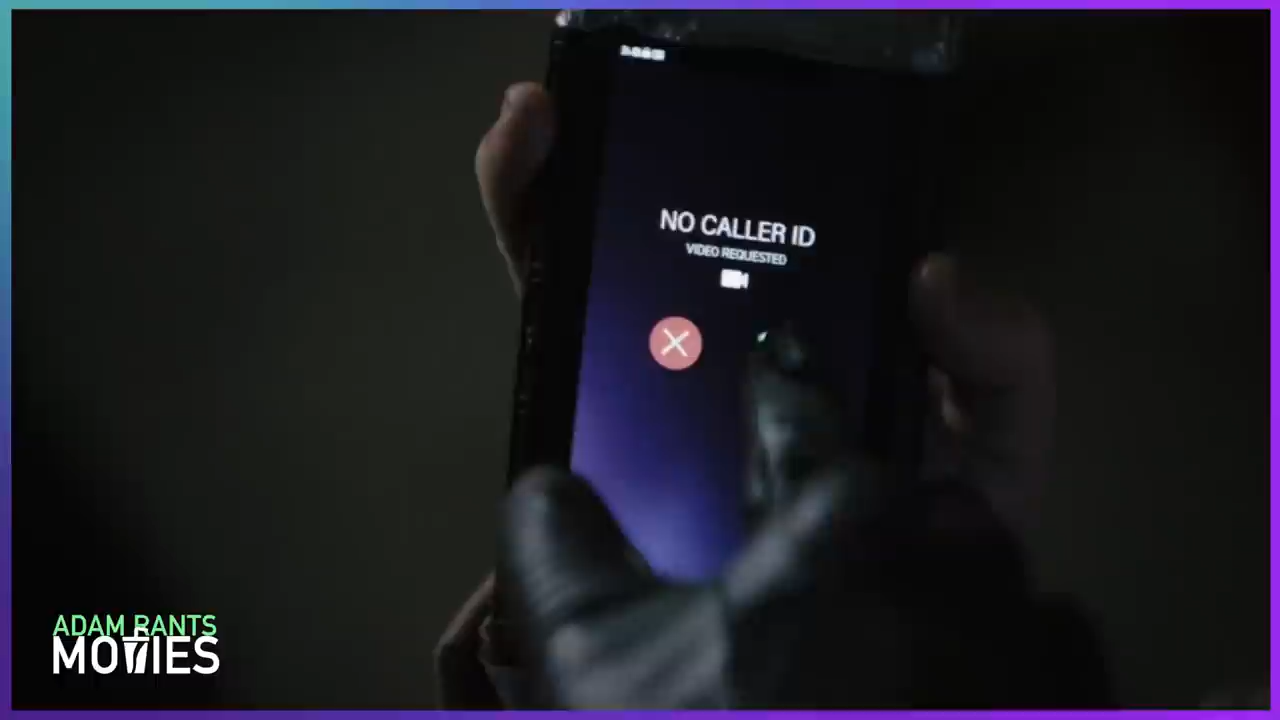 NO CALLER ID
VIDEO REQUESTED
ADAM RANTS
MOVIES